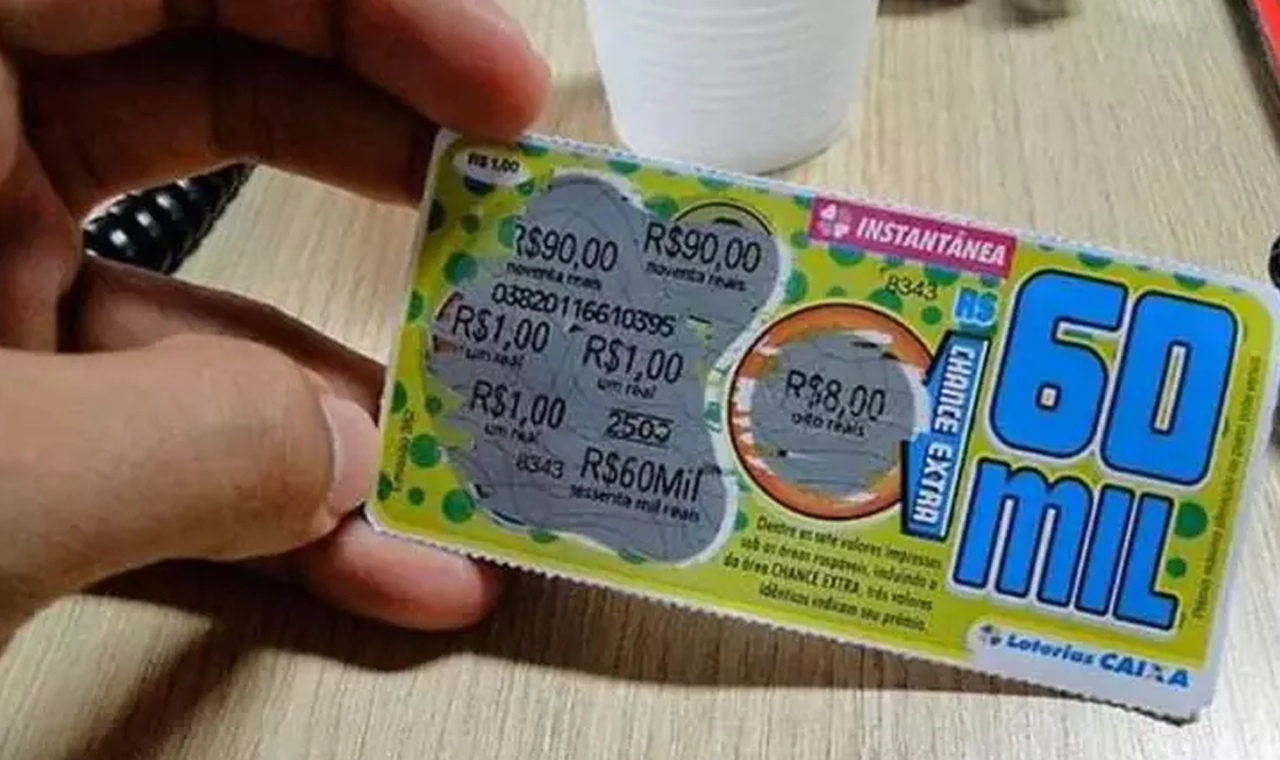 R$ 1,00
INSTANTÂNEA
R$90,00
noventa reais
R$90,00
noventa reais
03820116610395
R$1,00
um real
R$1,00
um real
R$1,00
um real
2505
8343
R$60Mil
sessenta mil reais
8343
R$8,00
oito reais
CHANCE EXTRA
R$
60
MIL
Dentre os sete valores impressos
sob as áreas raspáveis, incluindo o
da área CHANCE EXTRA, três valores
idênticos indicam seu prêmio.
Loterias CAIXA